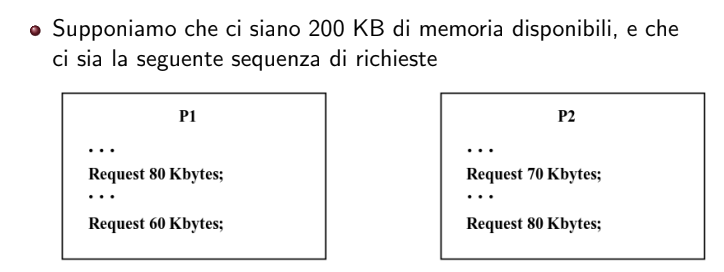 Supponiamo che ci siano 200 KB di memoria disponibili, e che
ci sia la seguente sequenza di richieste
P1
...
Request 80 Kbytes;
...
Request 60 Kbytes;
P2
...
Request 70 Kbytes;
...
Request 80 Kbytes;